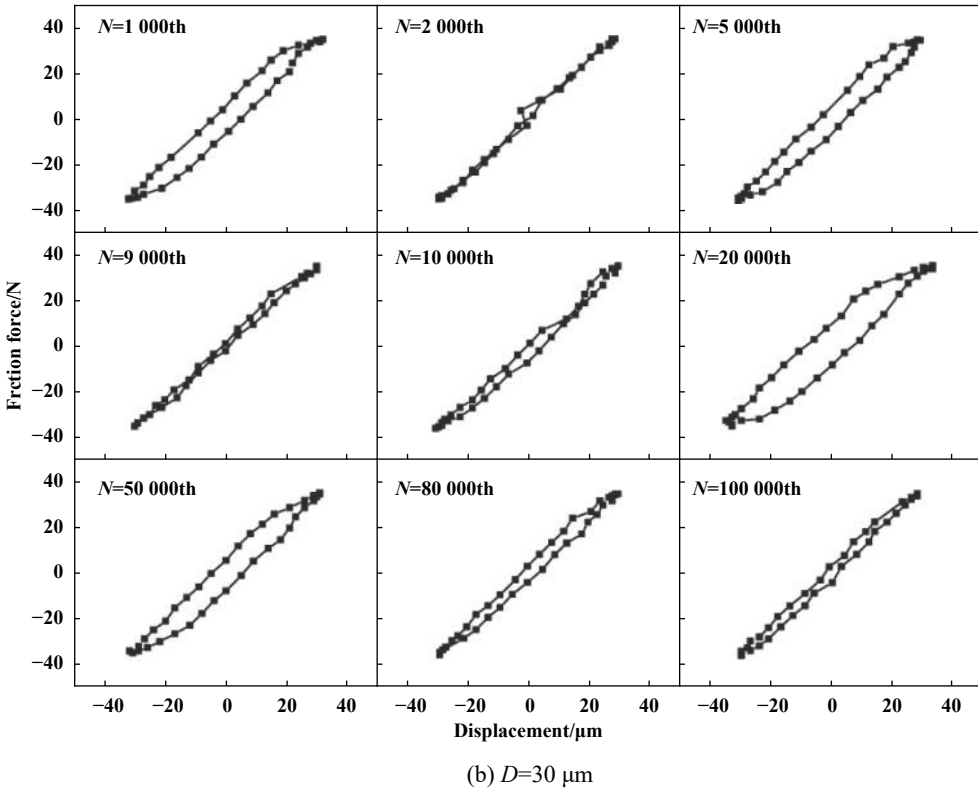 N=1 000th
N=2 000th
N=5 000th
40
20
0
−20
−40
N=9 000th
N=10 000th
N=20 000th
40
20
0
−20
−40
Frction force/N
N=50 000th
N=80 000th
N=100 000th
40
20
0
−20
−40
−40 −20 0 20 40 −40 −20 0 20 40 −40 −20 0 20 40
Displacement/μm
(b) D=30 μm